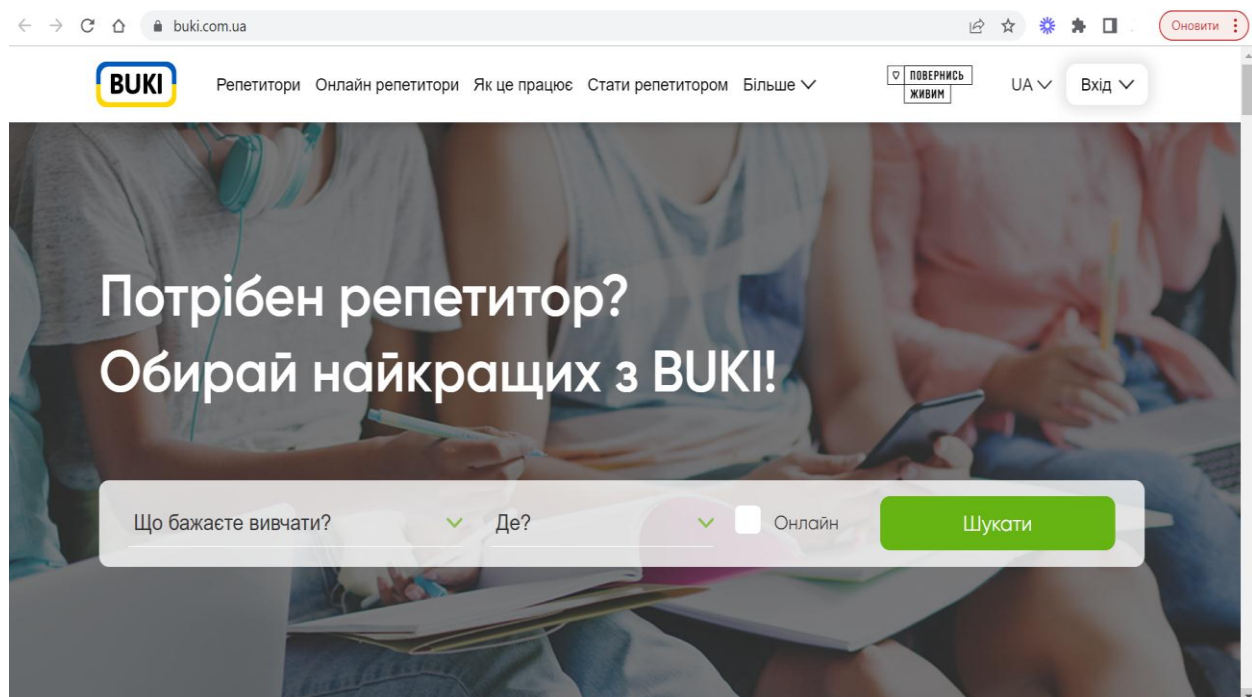 buki.com.ua
Оновити
BUKI
Репетитори Онлайн репетитори Як це працює Стати репетитором Більше
ПОВЕРНИСЬ
ЖИВИМ
UA
Вхід
Потрібен репетитор?
Обирай найкращих з BUKI!
Що бажаєте вивчати?
Де?
Онлайн
Шукати